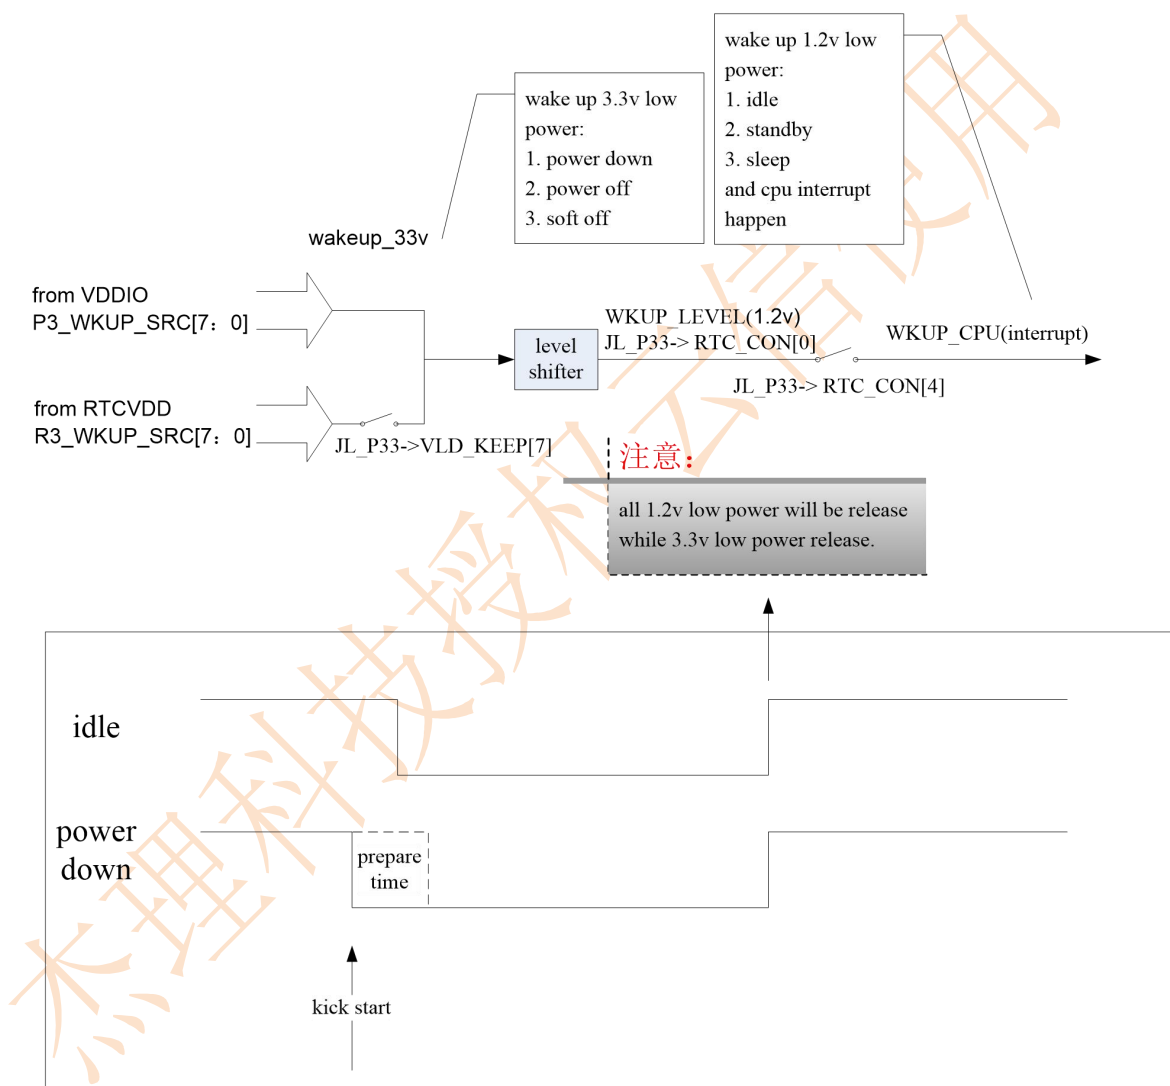 wake up 1.2v low
power:
1. idle
2. standby
3. sleep
and cpu interrupt
happen
wake up 3.3v low
power:
1. power down
2. power off
3. soft off
wakeup_33v
from VDDIO
P3_WKUP_SRC[7：0]
level
shifter
WKUP_LEVEL(1.2v)
JL_P33-> RTC_CON[0]
WKUP_CPU(interrupt)
JL_P33-> RTC_CON[4]
from RTCVDD
R3_WKUP_SRC[7：0]
JL_P33->VLD_KEEP[7]
注意：
all 1.2v low power will be release
while 3.3v low power release.
idle
power
down
prepare
time
kick start
杰理科技授权云信使用